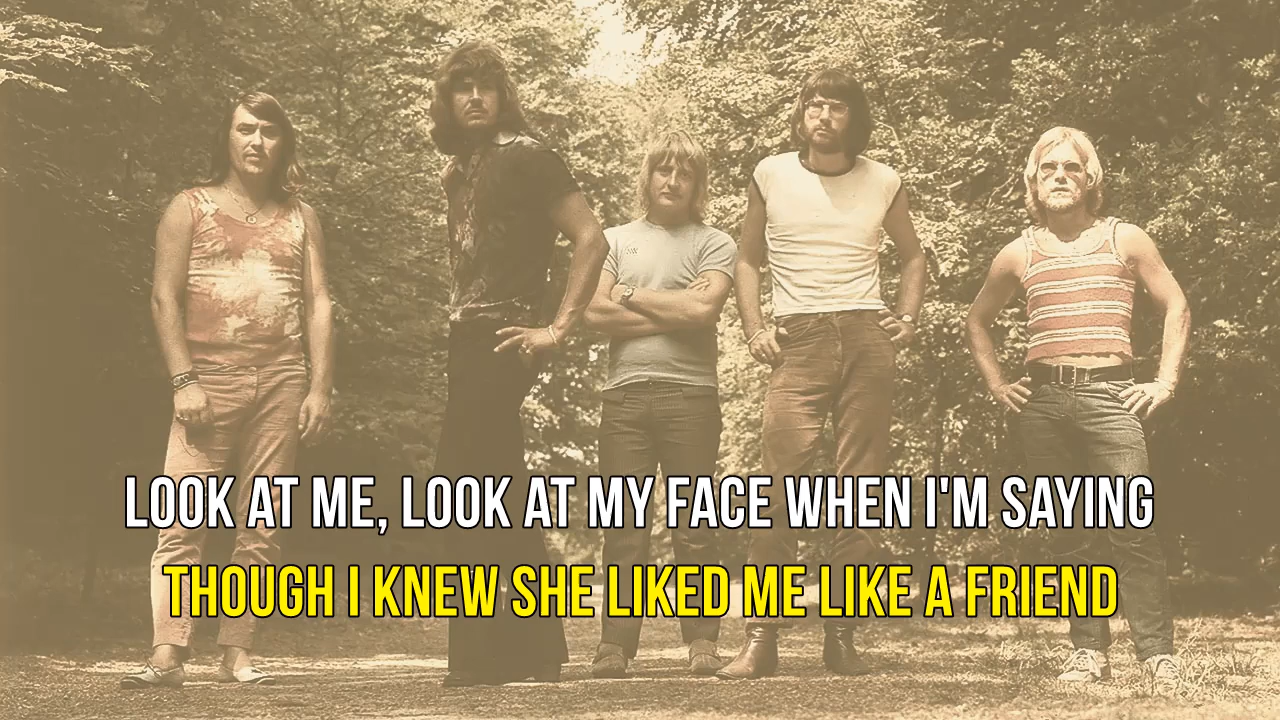 LOOK AT ME, LOOK AT MY FACE WHEN I'M SAYING
THOUGH I KNEW SHE LIKED ME LIKE A FRIEND